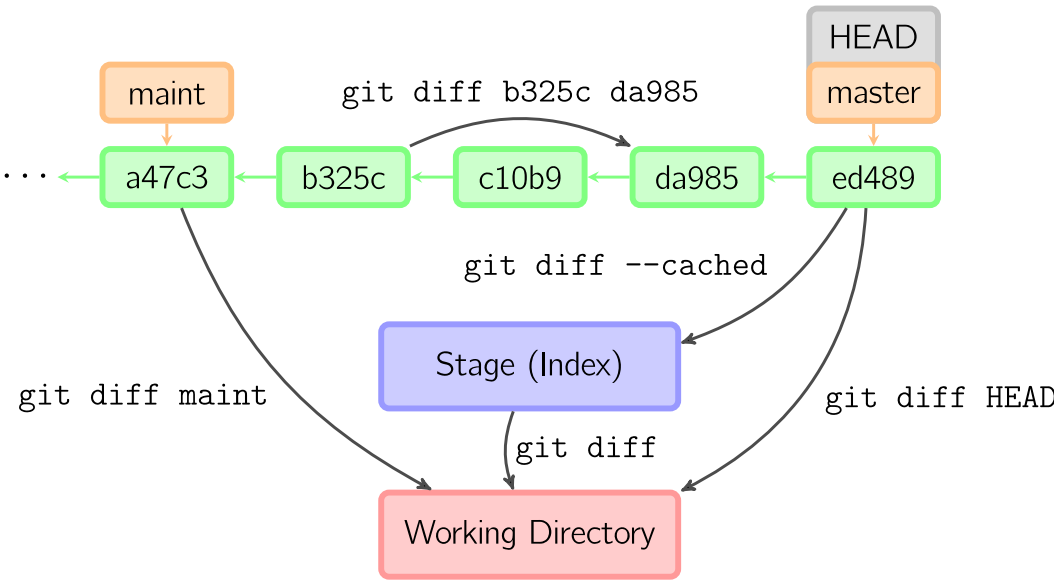 HEAD
maint
git diff b325c da985
master
...
a47c3
b325c
c10b9
da985
ed489
git diff --cached
Stage (Index)
git diff maint
git diff HEAD
git diff
Working Directory